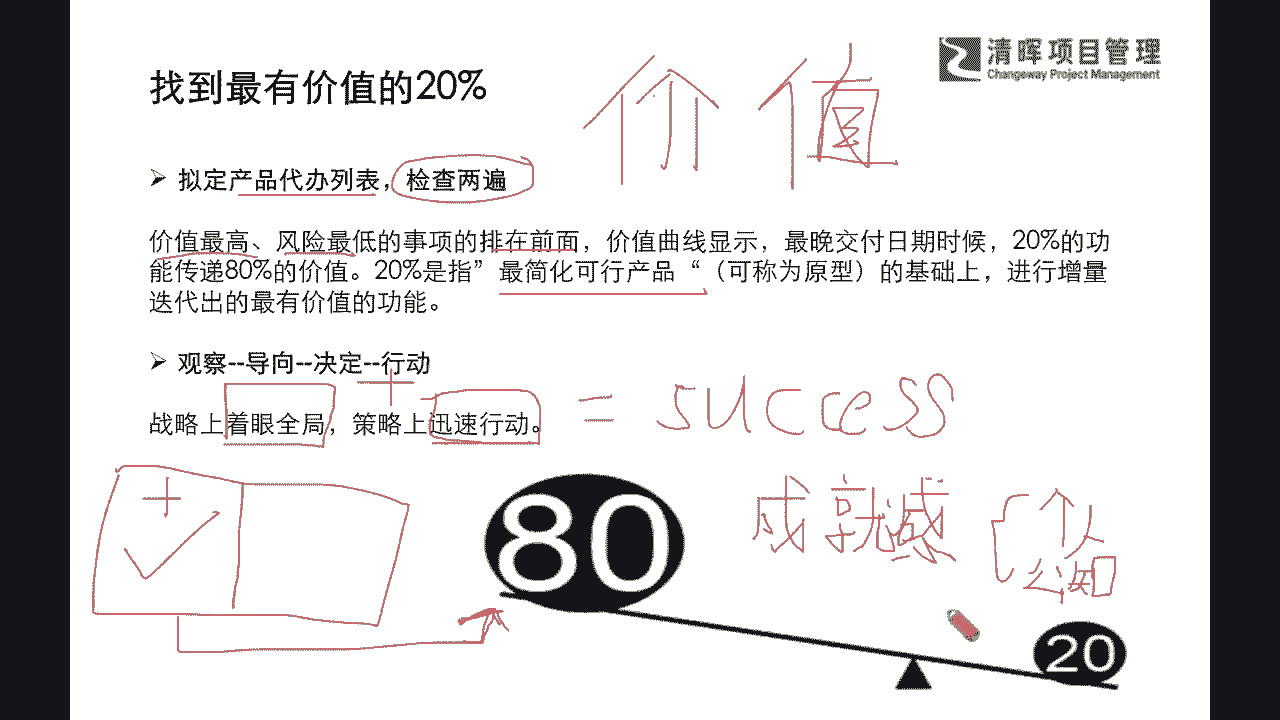 找到最有价值的20%
价值
清晖项目管理
Changeway Project Management
➢ 拟定产品代办列表，检查两遍
价值最高、风险最低的事项的排在前面，价值曲线显示，最晚交付日期时候，20%的功
能传递80%的价值。20%是指”最简化可行产品“（可称为原型）的基础上，进行增量
迭代出的最有价值的功能。
➢ 观察--导向--决定--行动
+
战略上着眼全局，策略上迅速行动。 = success
+
80
成就感
个人
20